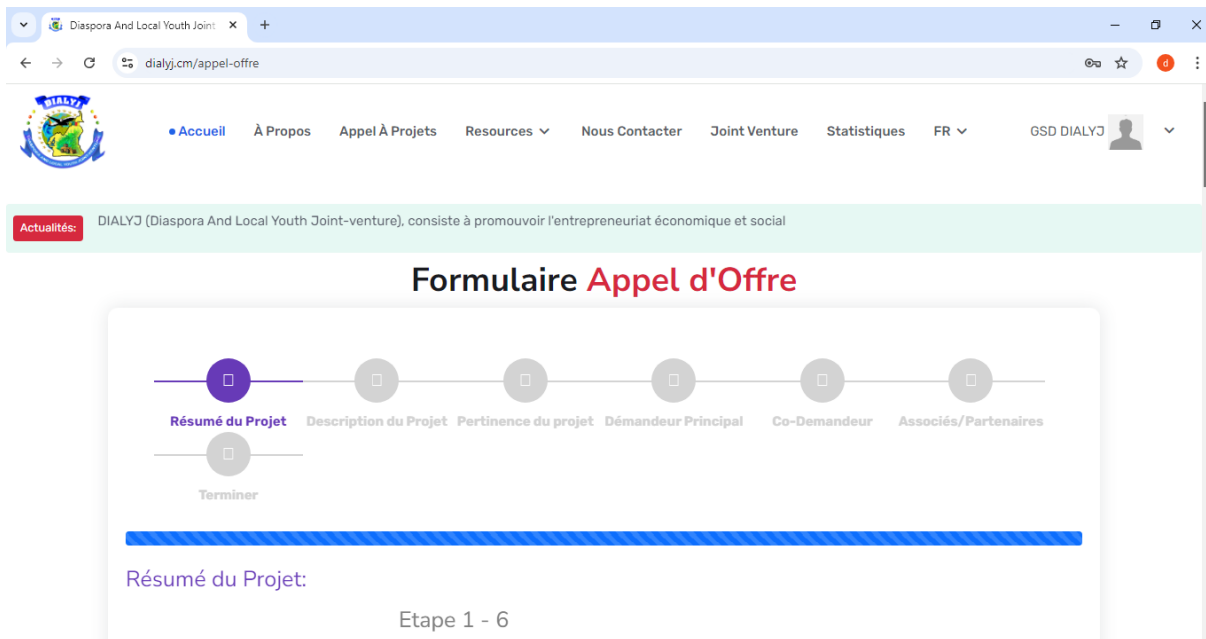 Diaspora And Local Youth Joint
dialyj.cm/appel-offre
d
DIALYJ
Accueil À Propos Appel À Projets Resources Nous Contacter Joint Venture Statistiques FR GSD DIALYJ
Actualités: DIALYJ (Diaspora And Local Youth Joint-venture), consiste à promouvoir l'entrepreneuriat économique et social
Formulaire Appel d'Offre
Résumé du Projet Description du Projet Pertinence du projet Démandeur Principal Co-Demandeur Associés/Partenaires
Terminer
Résumé du Projet:
Etape 1 - 6